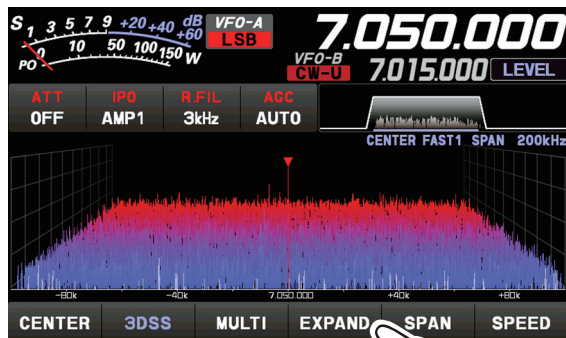 S 1 3 5 7 9 +20 +40 +60 dB VFO-A 7.050.000
LSB
PO 0 10 50 100 150 W VFO-B
CW-U 7.015.000 LEVEL
ATT IPO R.FIL AGC
OFF AMP1 3kHz AUTO
CENTER FAST1 SPAN 200kHz
-80k -40k 7.050.000 +40k +80k
CENTER 3DSS MULTI EXPAND SPAN SPEED